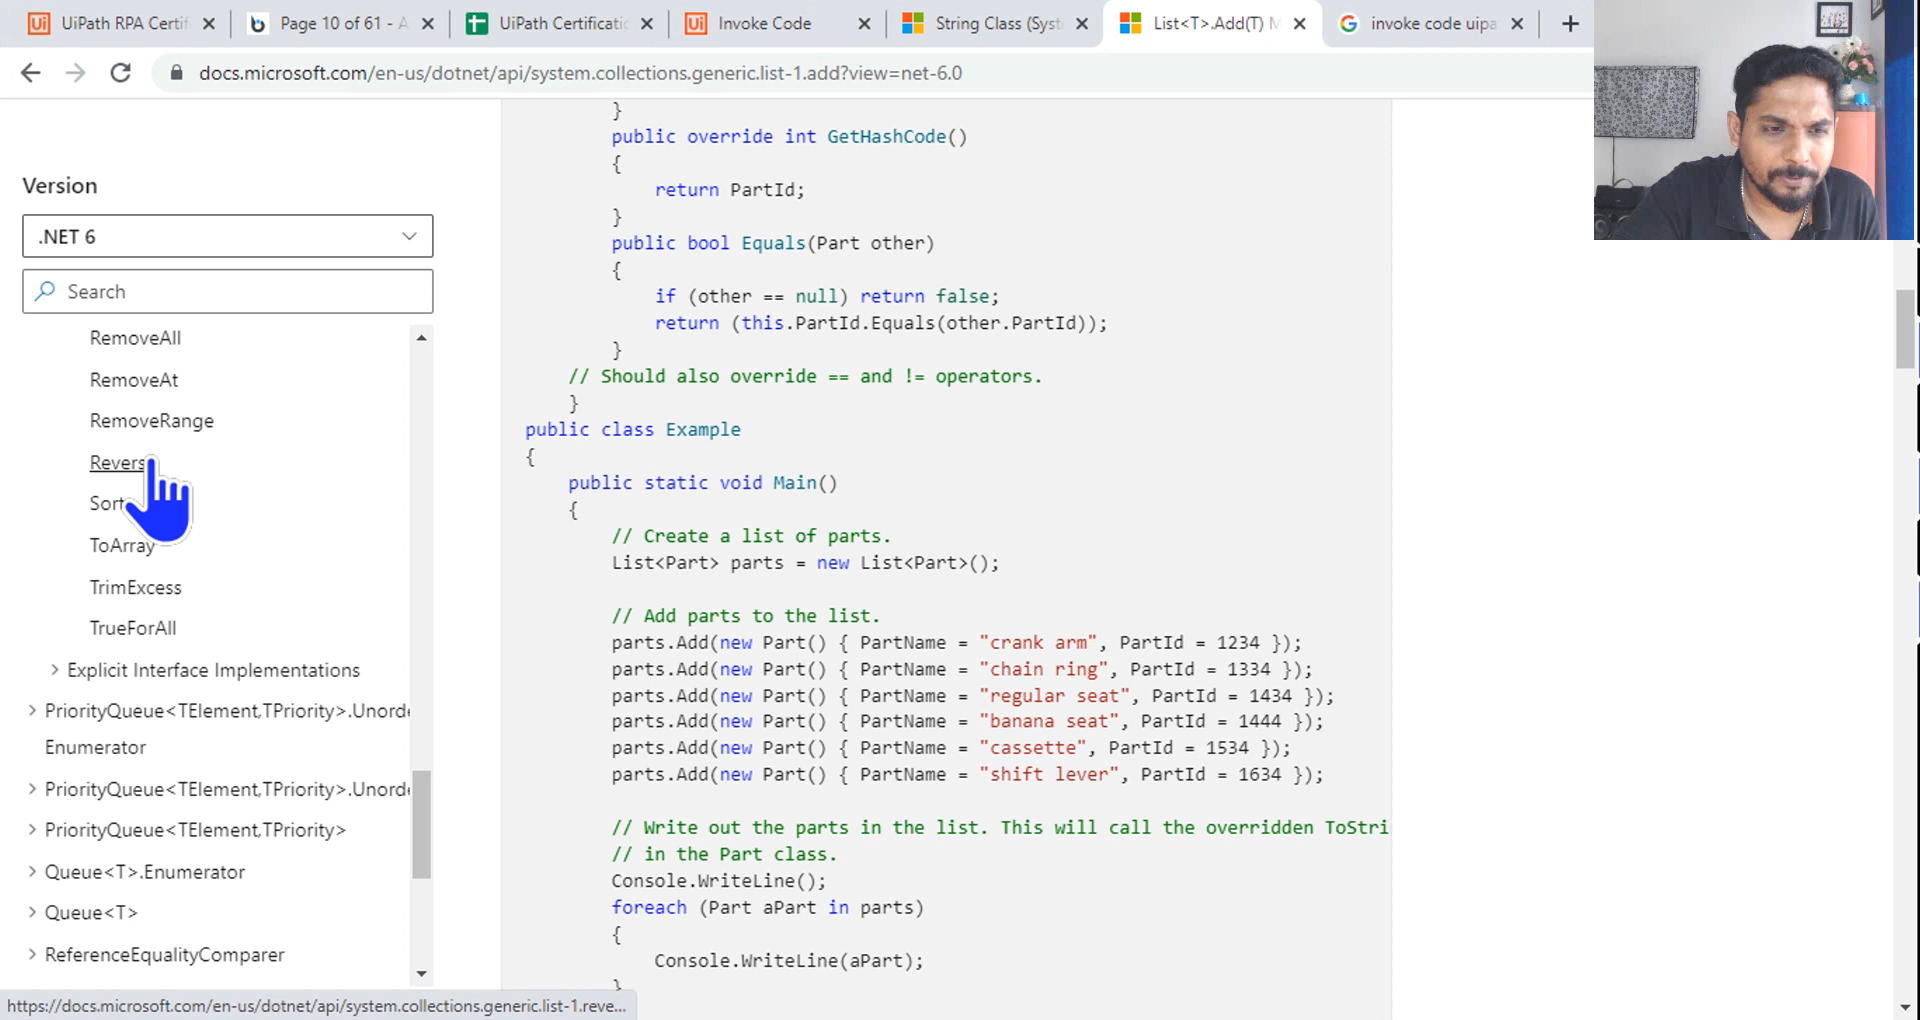 UiPath RPA Certif
Page 10 of 61 - A
UiPath Certificatio
Invoke Code
String Class (Syst
List<T>.Add(T) M
invoke code uipa
docs.microsoft.com/en-us/dotnet/api/system.collections.generic.list-1.add?view=net-6.0
Version
.NET 6
Search
RemoveAll
RemoveAt
RemoveRange
Revers
Sort
ToArray
TrimExcess
TrueForAll
Explicit Interface Implementations
PriorityQueue<TElement,TPriority>.Unorde
Enumerator
PriorityQueue<TElement,TPriority>.Unorde
PriorityQueue<TElement,TPriority>
Queue<T>.Enumerator
Queue<T>
ReferenceEqualityComparer
https://docs.microsoft.com/en-us/dotnet/api/system.collections.generic.list-1.reve...
}
public override int GetHashCode()
{
return PartId;
}
public bool Equals(Part other)
{
if (other == null) return false;
return (this.PartId.Equals(other.PartId));
}
// Should also override == and != operators.
}
public class Example
{
public static void Main()
{
// Create a list of parts.
List<Part> parts = new List<Part>();
// Add parts to the list.
parts.Add(new Part() { PartName = "crank arm", PartId = 1234 });
parts.Add(new Part() { PartName = "chain ring", PartId = 1334 });
parts.Add(new Part() { PartName = "regular seat", PartId = 1434 });
parts.Add(new Part() { PartName = "banana seat", PartId = 1444 });
parts.Add(new Part() { PartName = "cassette", PartId = 1534 });
parts.Add(new Part() { PartName = "shift lever", PartId = 1634 });
// Write out the parts in the list. This will call the overridden ToStri
// in the Part class.
Console.WriteLine();
foreach (Part aPart in parts)
{
Console.WriteLine(aPart);
}